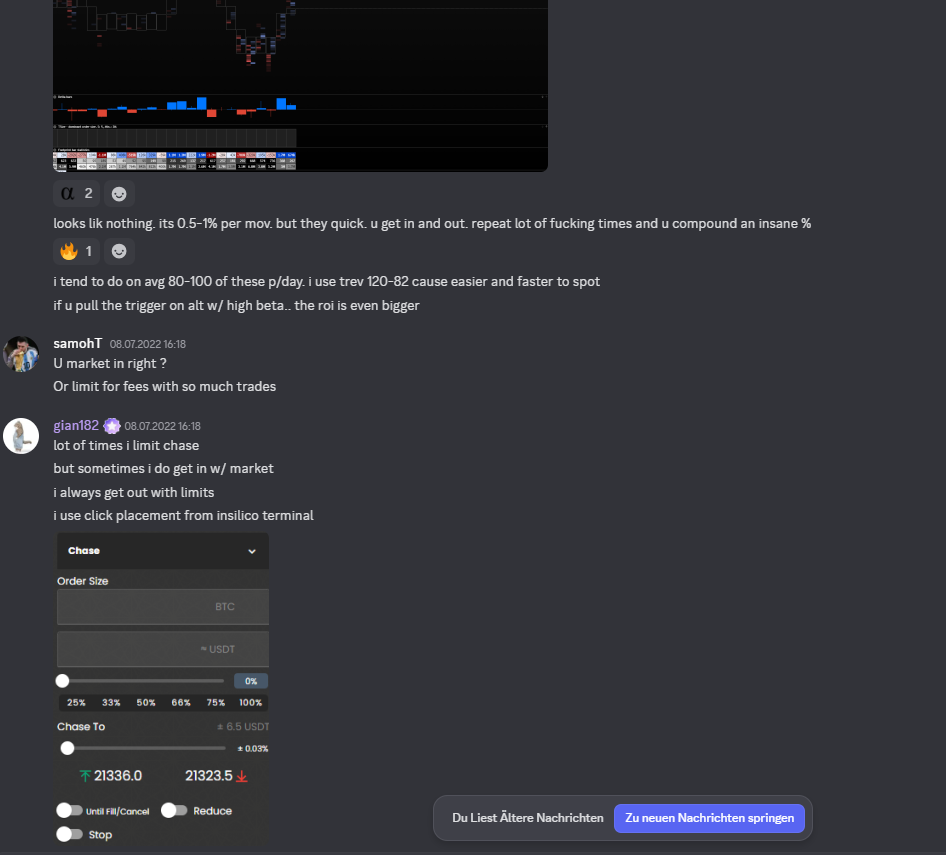 α 2
looks lik nothing. its 0.5-1% per mov. but they quick. u get in and out. repeat lot of fucking times and u compound an insane %
1
i tend to do on avg 80-100 of these p/day. i use trev 120-82 cause easier and faster to spot
if u pull the trigger on alt w/ high beta.. the roi is even bigger
samohT 08.07.2022 16:18
U market in right ?
Or limit for fees with so much trades
gian182 08.07.2022 16:18
lot of times i limit chase
but sometimes i do get in w/ market
i always get out with limits
i use click placement from insilico terminal
Chase
Order Size
BTC
≈ USDT
0%
25% 33% 50% 66% 75% 100%
Chase To ± 6.5 USDT
± 0.03%
21336.0 21323.5
Until Fill/Cancel Reduce
Stop
Du Liest Ältere Nachrichten Zu neuen Nachrichten springen